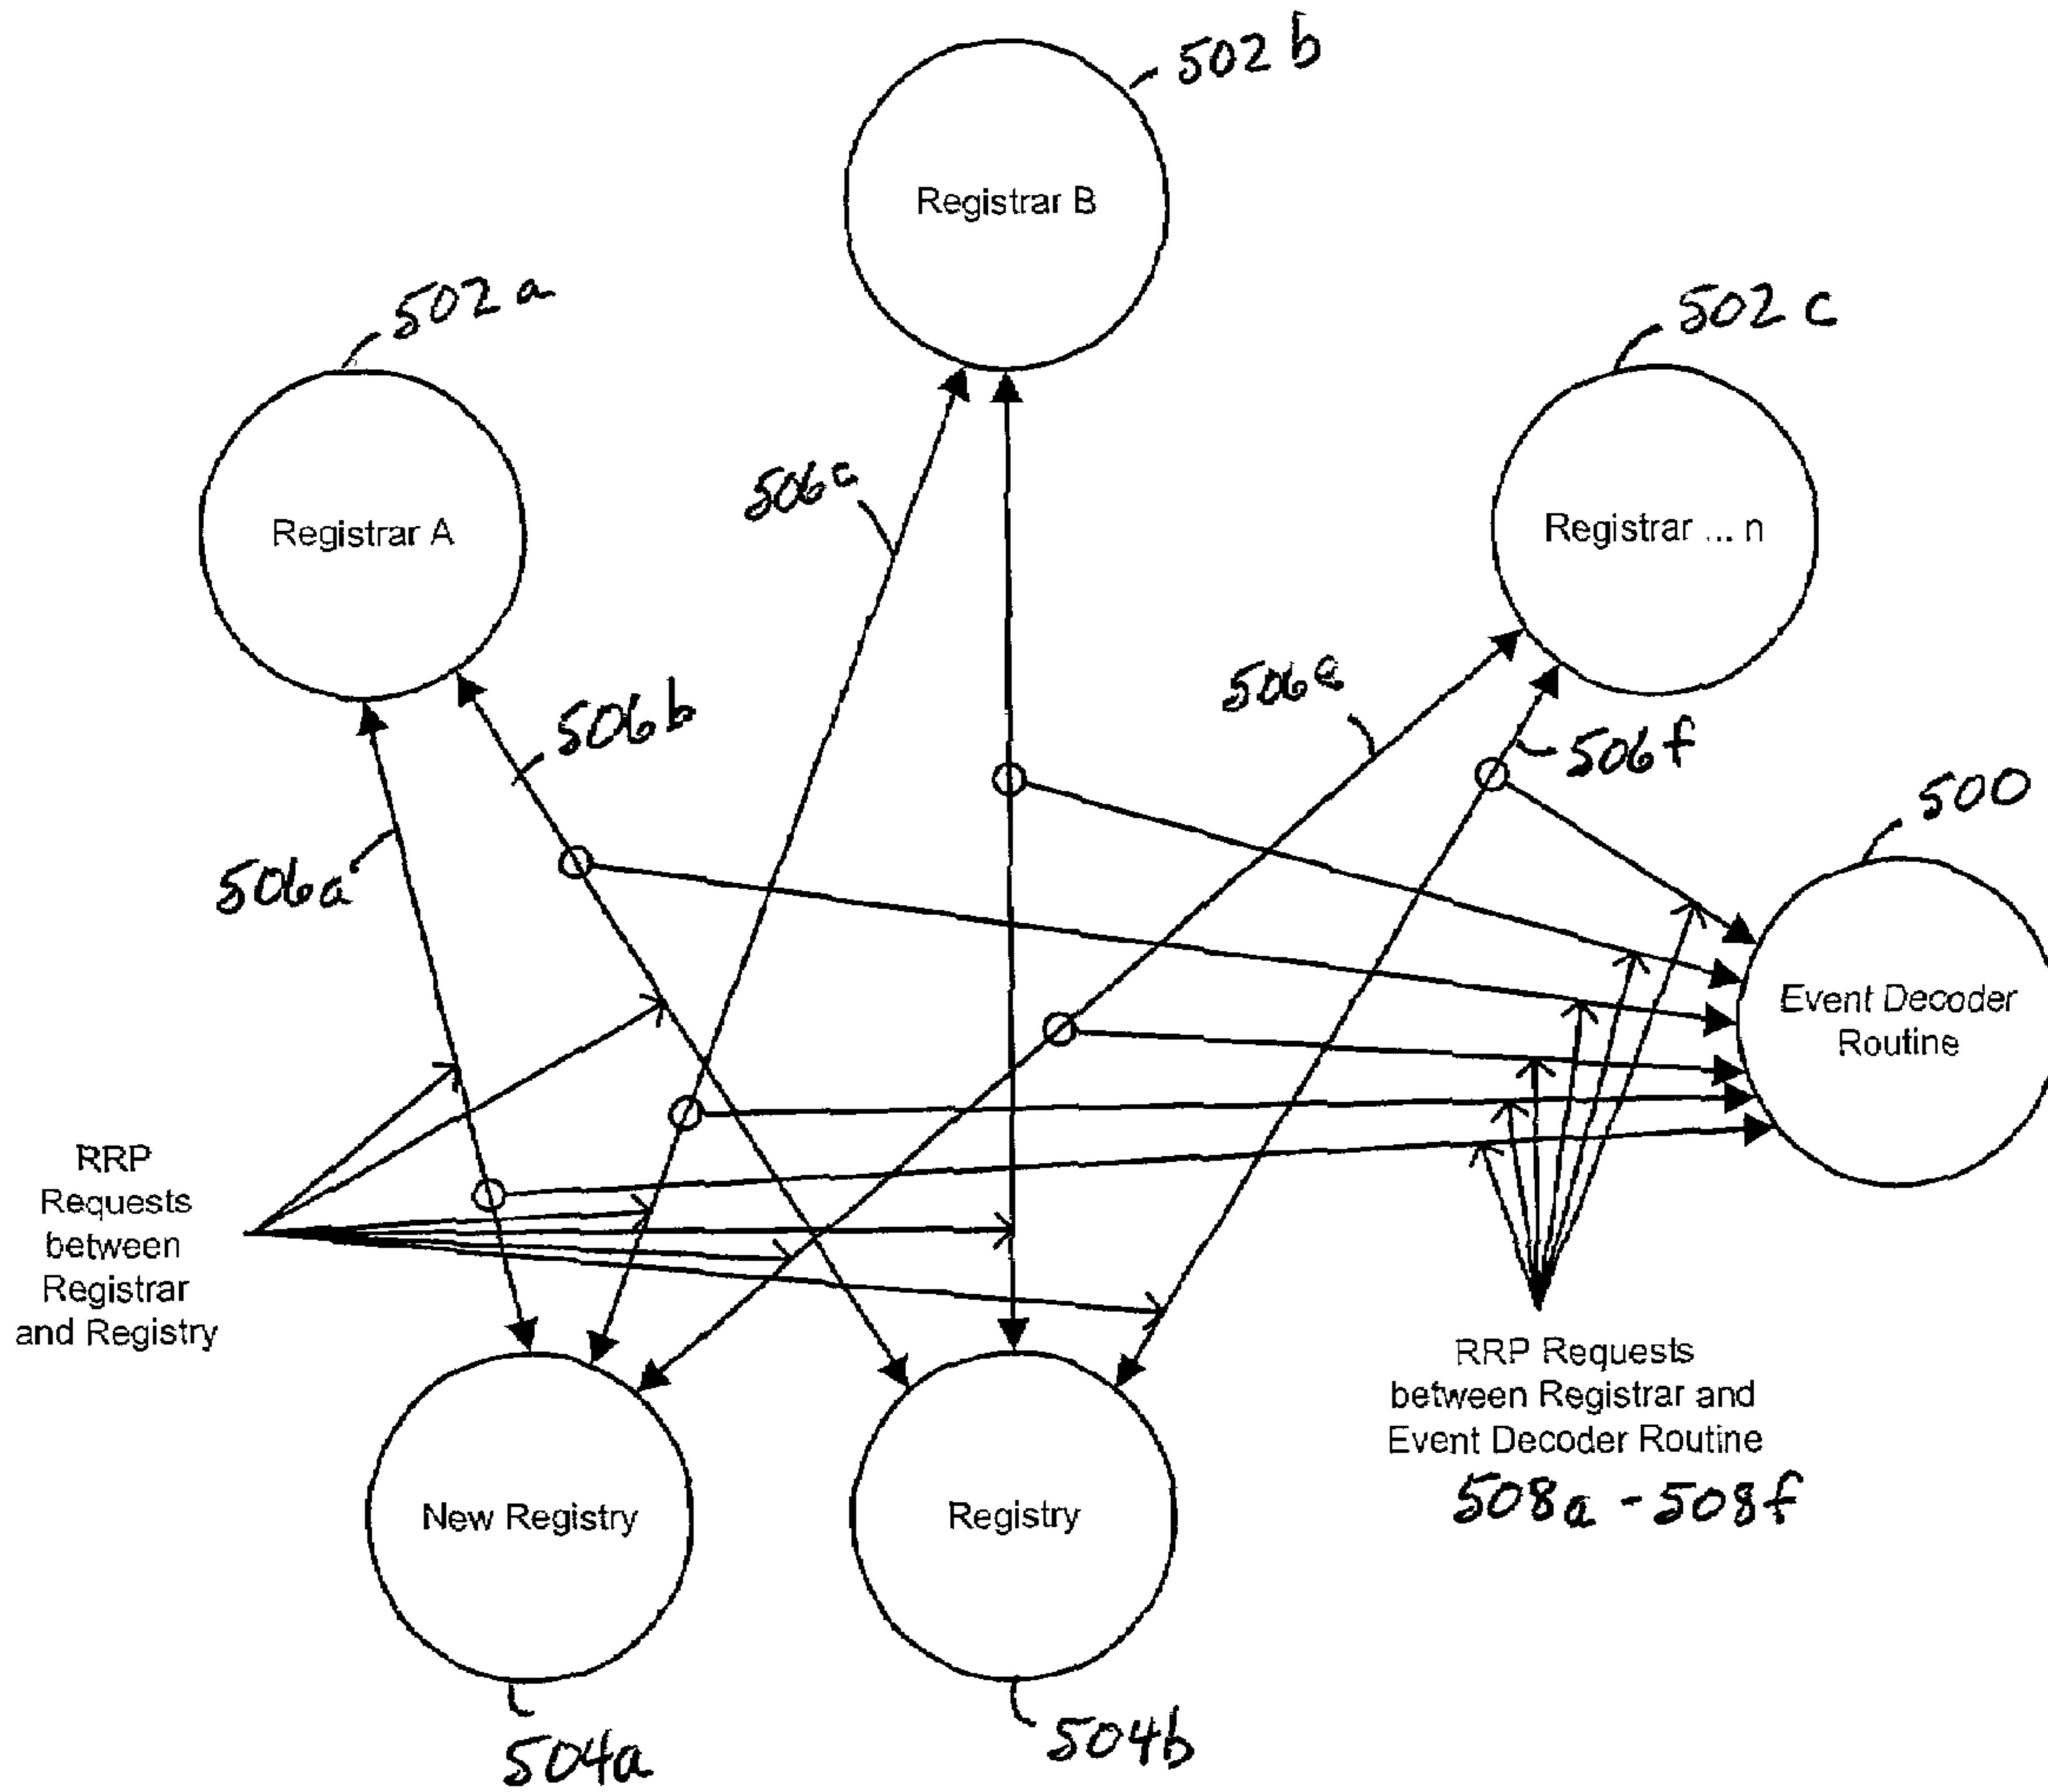 502b
Registrar B
502a
502c
Registrar A
506c
Registrar ... n
506b
506e
506f
500
506a
Event Decoder
Routine
RRP
Requests
between
Registrar
and Registry
RRP Requests
between Registrar and
Event Decoder Routine
508a - 508f
New Registry
Registry
504a
504b